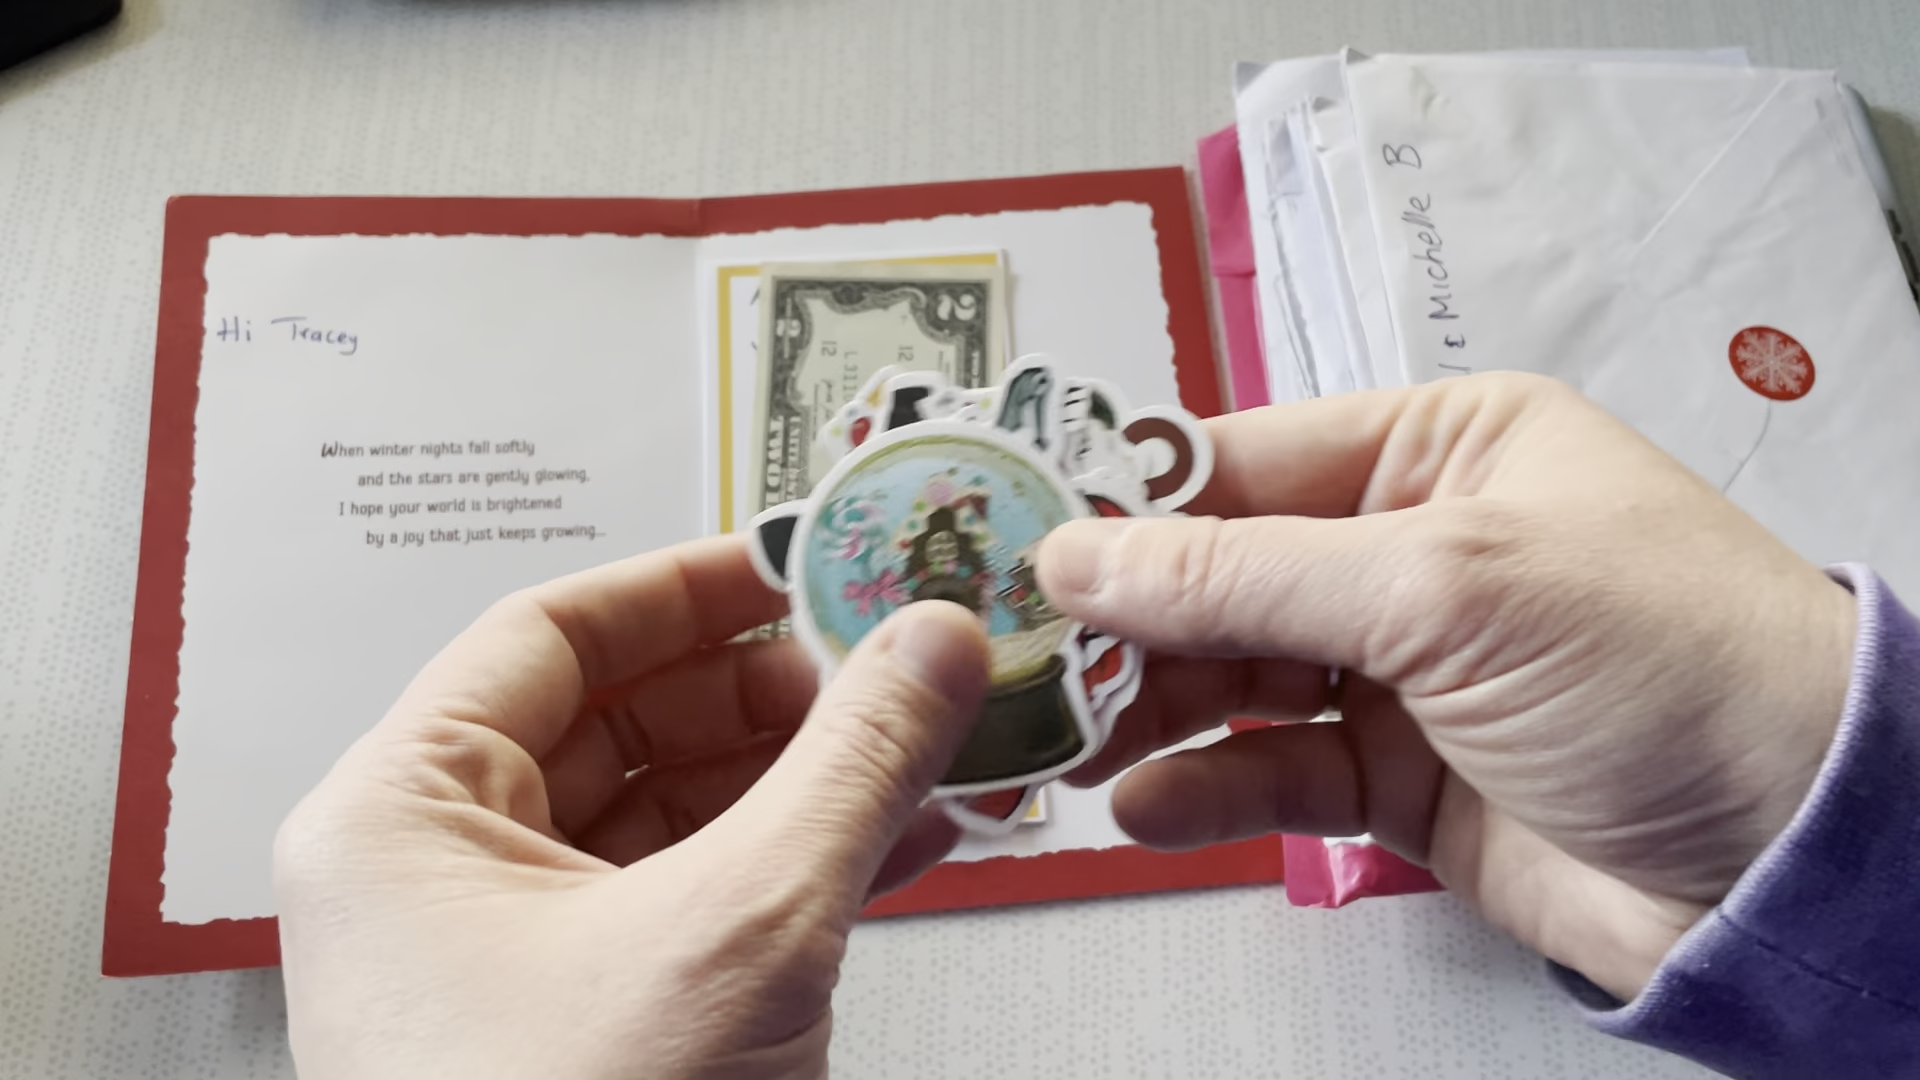 Hi Tracey
When winter nights fall softly
and the stars are gently glowing,
I hope your world is brightened
by a joy that just keeps growing...
2
2
12
12
TWO
& Michelle B